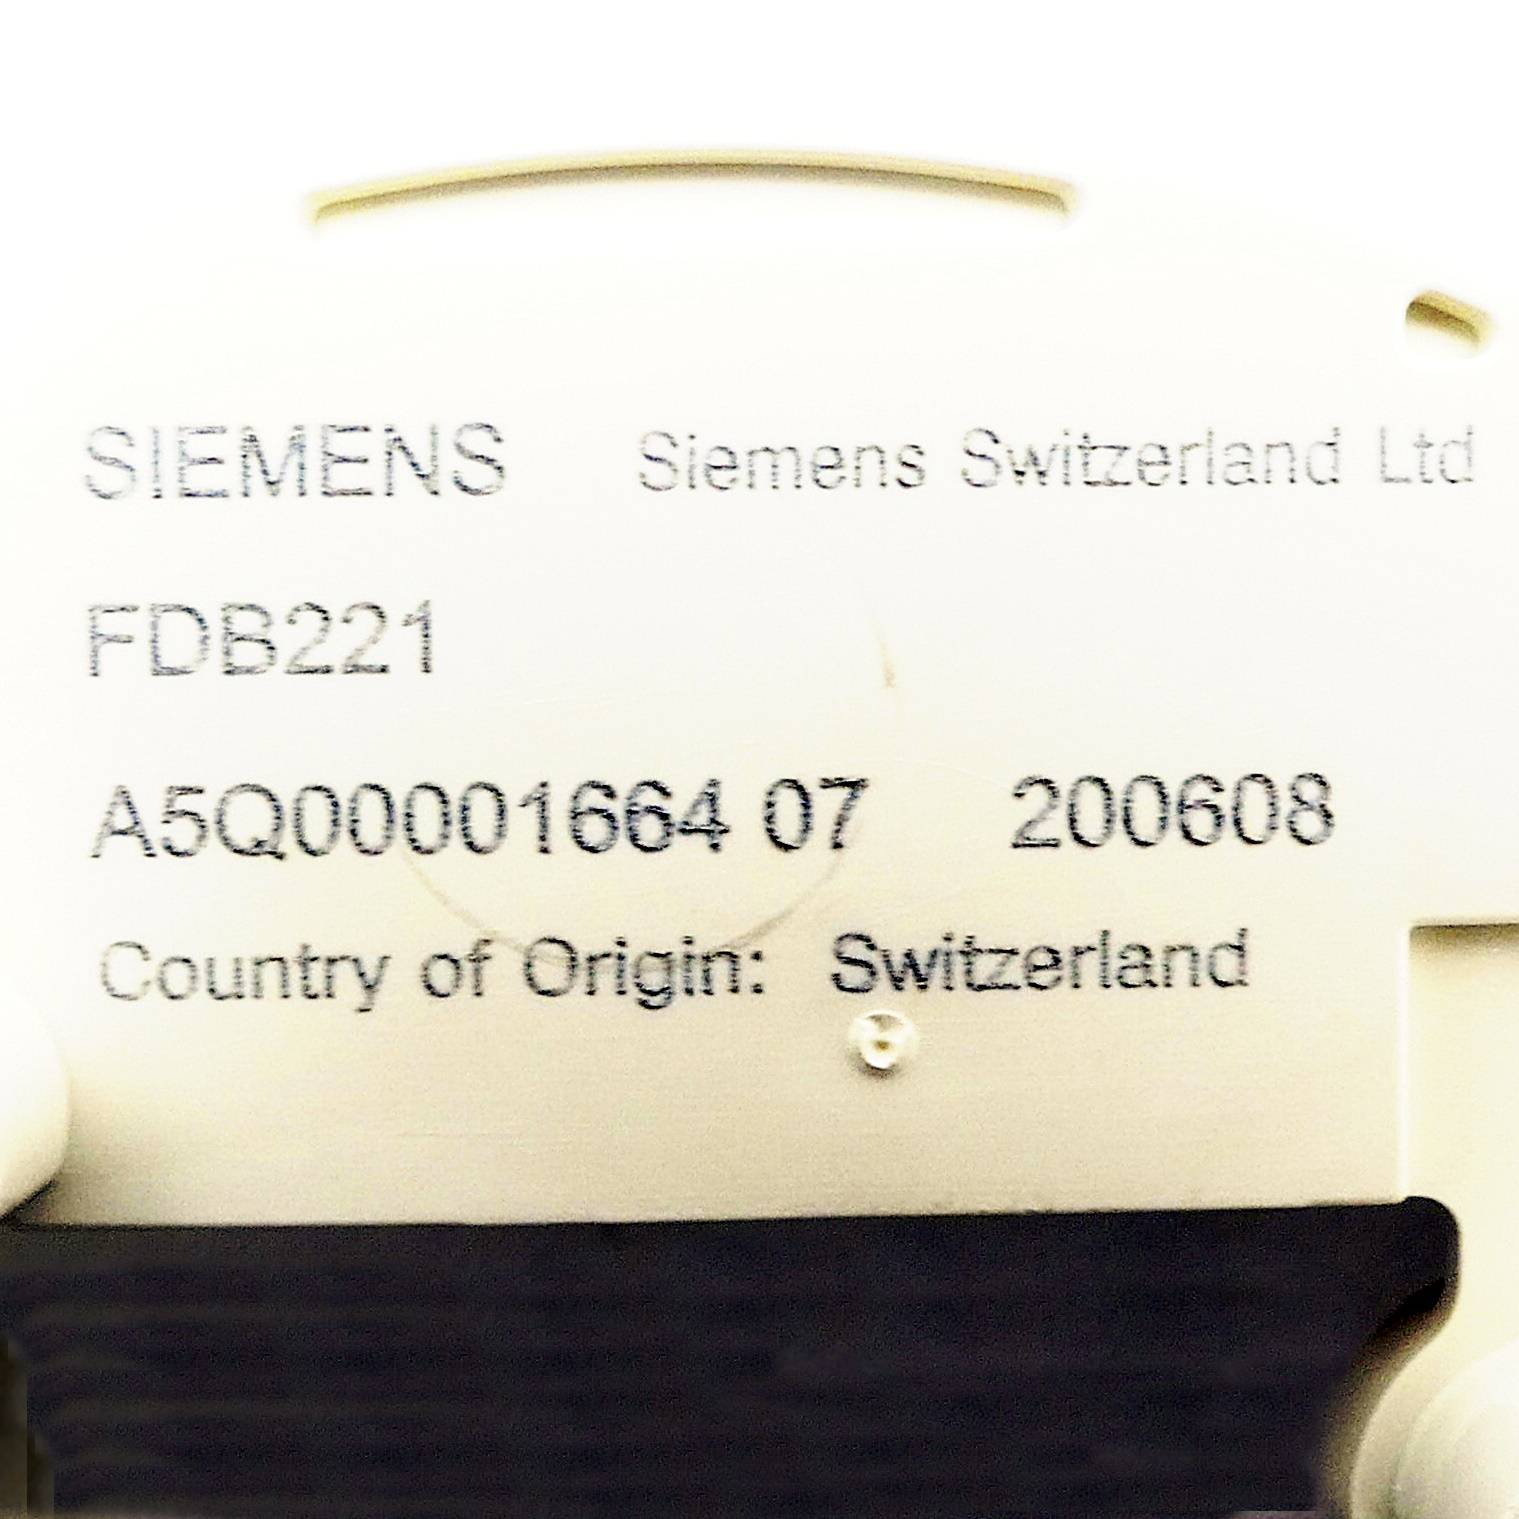 SIEMENS Siemens Switzerland Ltd
FDB221
A5Q00001664 07 200608
Country of Origin: Switzerland